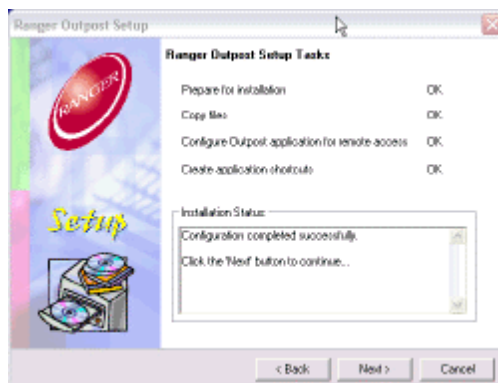 Ranger Outpost Setup
RANGER
Setup
Ranger Outpost Setup Tasks
Prepare for installation OK
Copy files OK
Configure Outpost application for remote access OK
Create application shortcuts OK
Installation Status:
Configuration completed successfully.
Click the 'Next' button to continue...
< Back Next > Cancel